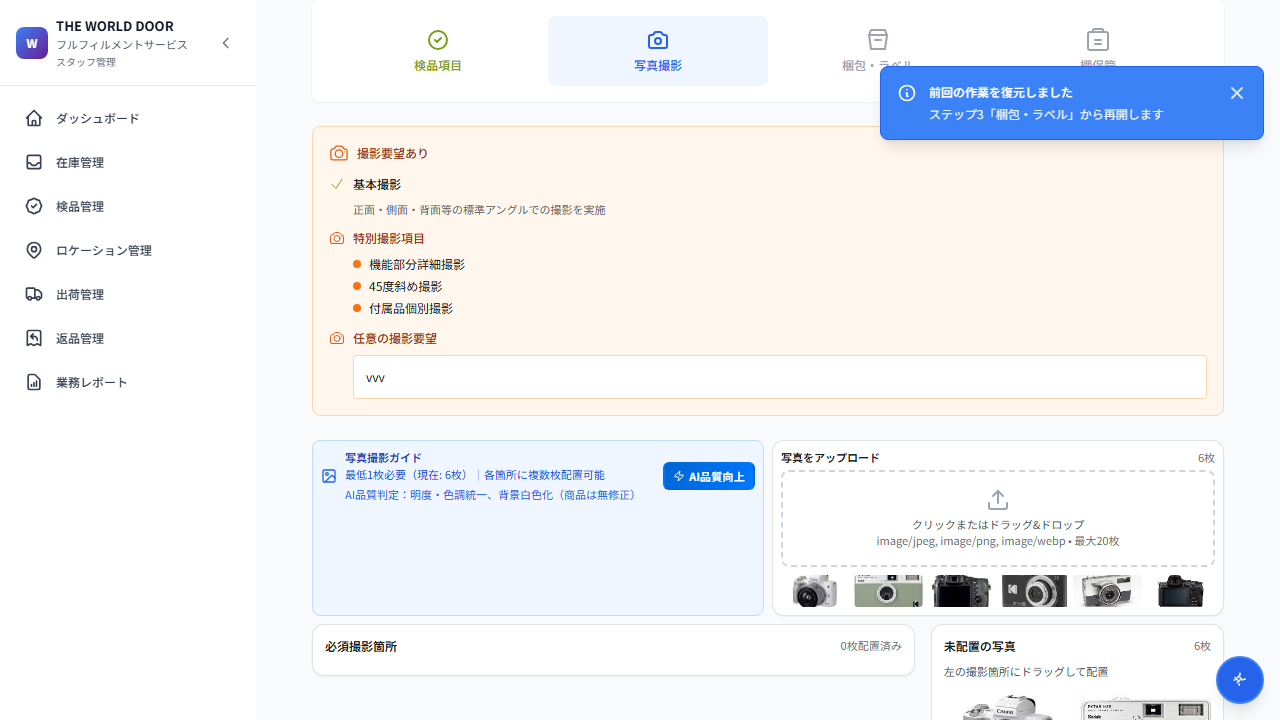 W
THE WORLD DOOR
フルフィルメントサービス
スタッフ管理
ダッシュボード
在庫管理
検品管理
ロケーション管理
出荷管理
返品管理
業務レポート
検品項目
写真撮影
梱包・ラベル
棚保管
前回の作業を復元しました
ステップ3「梱包・ラベル」から再開します
撮影要望あり
基本撮影
正面・側面・背面等の標準アングルでの撮影を実施
特別撮影項目
機能部分詳細撮影
45度斜め撮影
付属品個別撮影
任意の撮影要望
vvv
写真撮影ガイド
最低1枚必要（現在: 6枚）｜各箇所に複数枚配置可能
AI品質判定：明度・色調統一、背景白色化（商品は無修正）
AI品質向上
写真をアップロード
6枚
クリックまたはドラッグ&ドロップ
image/jpeg, image/png, image/webp • 最大20枚
必須撮影箇所
0枚配置済み
未配置の写真
6枚
左の撮影箇所にドラッグして配置
Canon
Kodak